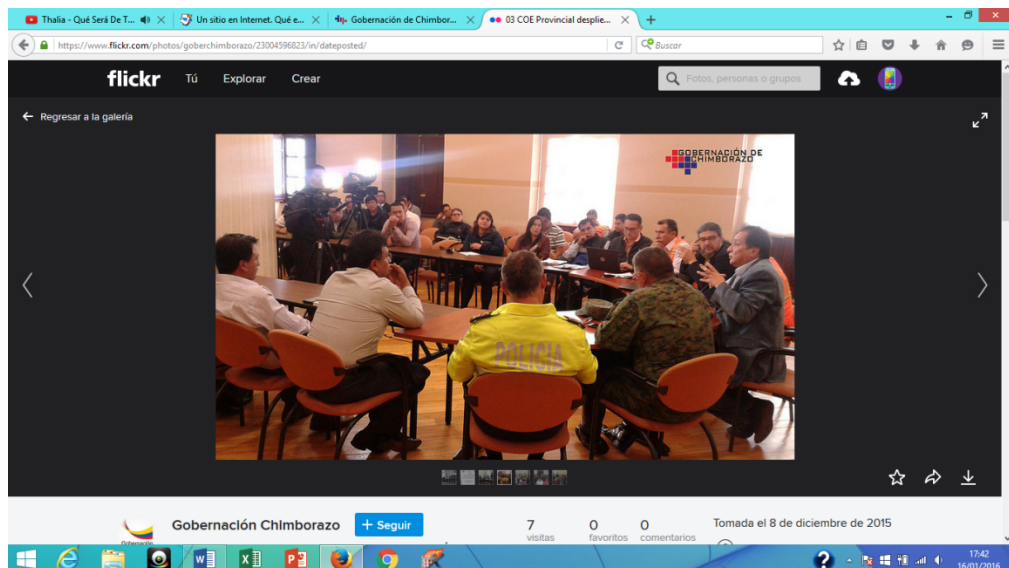 Thalia - Qué Será De T...
Un sitio en Internet. Qué e...
Gobernación de Chimbor...
03 COE Provincial desplie...
https://www.flickr.com/photos/goberchimborazo/23004596823/in/dateposted/
Buscar
flickr
Tú
Explorar
Crear
Fotos, personas o grupos
Regresar a la galería
GOBERNACIÓN DE
CHIMBORAZO
POLICIA
Gobernación Chimborazo
+ Seguir
7
visitas
0
favoritos
0
comentarios
Tomada el 8 de diciembre de 2015
Gobernación
17:42
16/01/2016